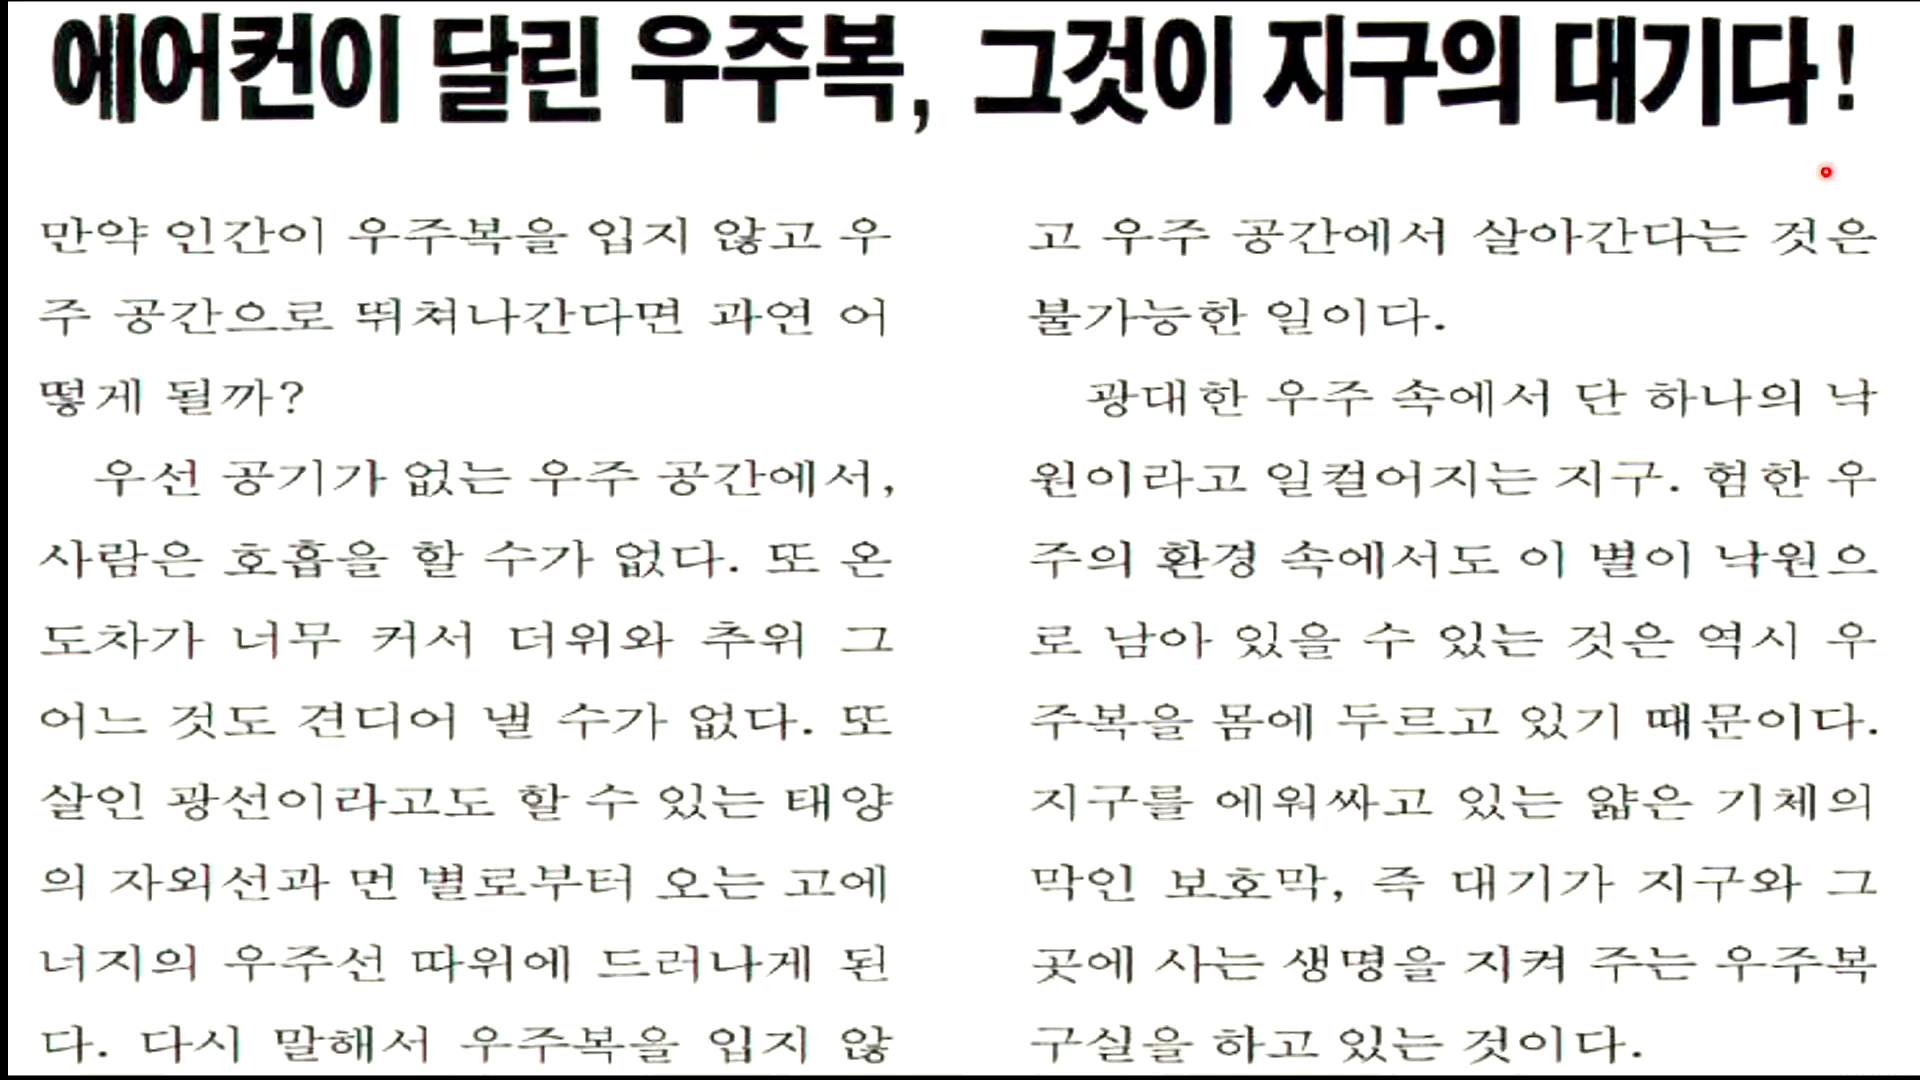 에어컨이 달린 우주복, 그것이 지구의 대기다!
만약 인간이 우주복을 입지 않고 우
주 공간으로 뛰쳐나간다면 과연 어
떻게 될까?
우선 공기가 없는 우주 공간에서,
사람은 호흡을 할 수가 없다. 또 온
도차가 너무 커서 더위와 추위 그
어느 것도 견디어 낼 수가 없다. 또
살인 광선이라고도 할 수 있는 태양
의 자외선과 먼 별로부터 오는 고에
너지의 우주선 따위에 드러나게 된
다. 다시 말해서 우주복을 입지 않
고 우주 공간에서 살아간다는 것은
불가능한 일이다.
광대한 우주 속에서 단 하나의 낙
원이라고 일컬어지는 지구. 험한 우
주의 환경 속에서도 이 별이 낙원으
로 남아 있을 수 있는 것은 역시 우
주복을 몸에 두르고 있기 때문이다.
지구를 에워싸고 있는 얇은 기체의
막인 보호막, 즉 대기가 지구와 그
곳에 사는 생명을 지켜 주는 우주복
구실을 하고 있는 것이다.